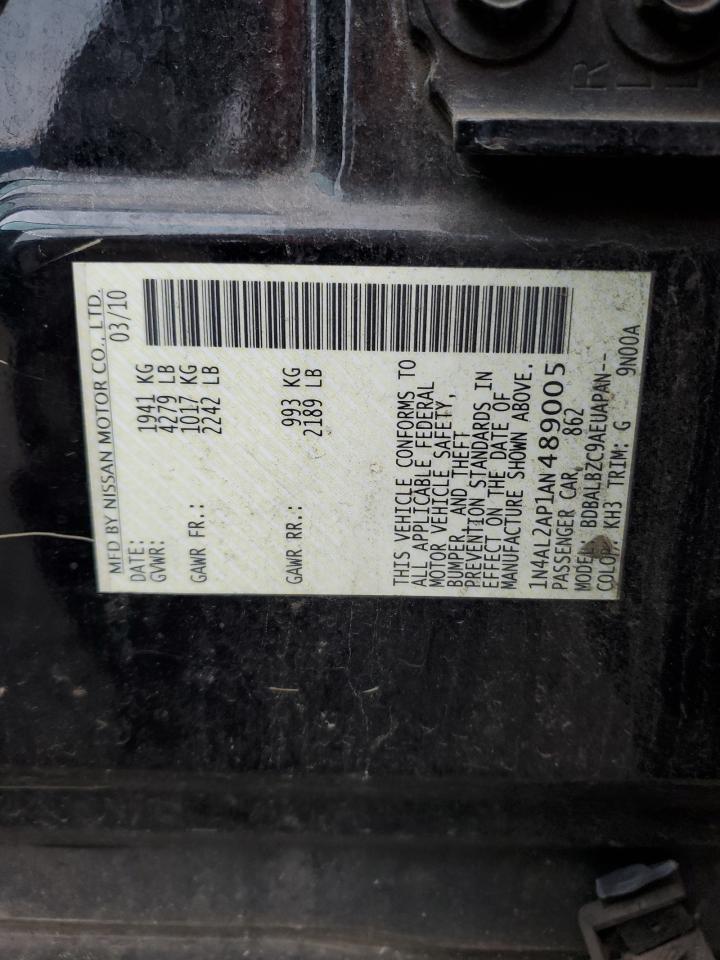 MFD BY NISSAN MOTOR CO., LTD.
DATE: 03/10
GVWR: 1941 KG
4279 LB
GAWR FR.: 1017 KG
2242 LB
GAWR RR.: 993 KG
2189 LB
THIS VEHICLE CONFORMS TO
ALL APPLICABLE FEDERAL
MOTOR VEHICLE SAFETY,
BUMPER, AND THEFT
PREVENTION STANDARDS IN
EFFECT ON THE DATE OF
MANUFACTURE SHOWN ABOVE.
1N4AL2AP1AN489005
PASSENGER CAR, 862
MODEL: BDBALBZC9AEUAPAN--
COLOR: KH3 TRIM: G 9N00A
R
L